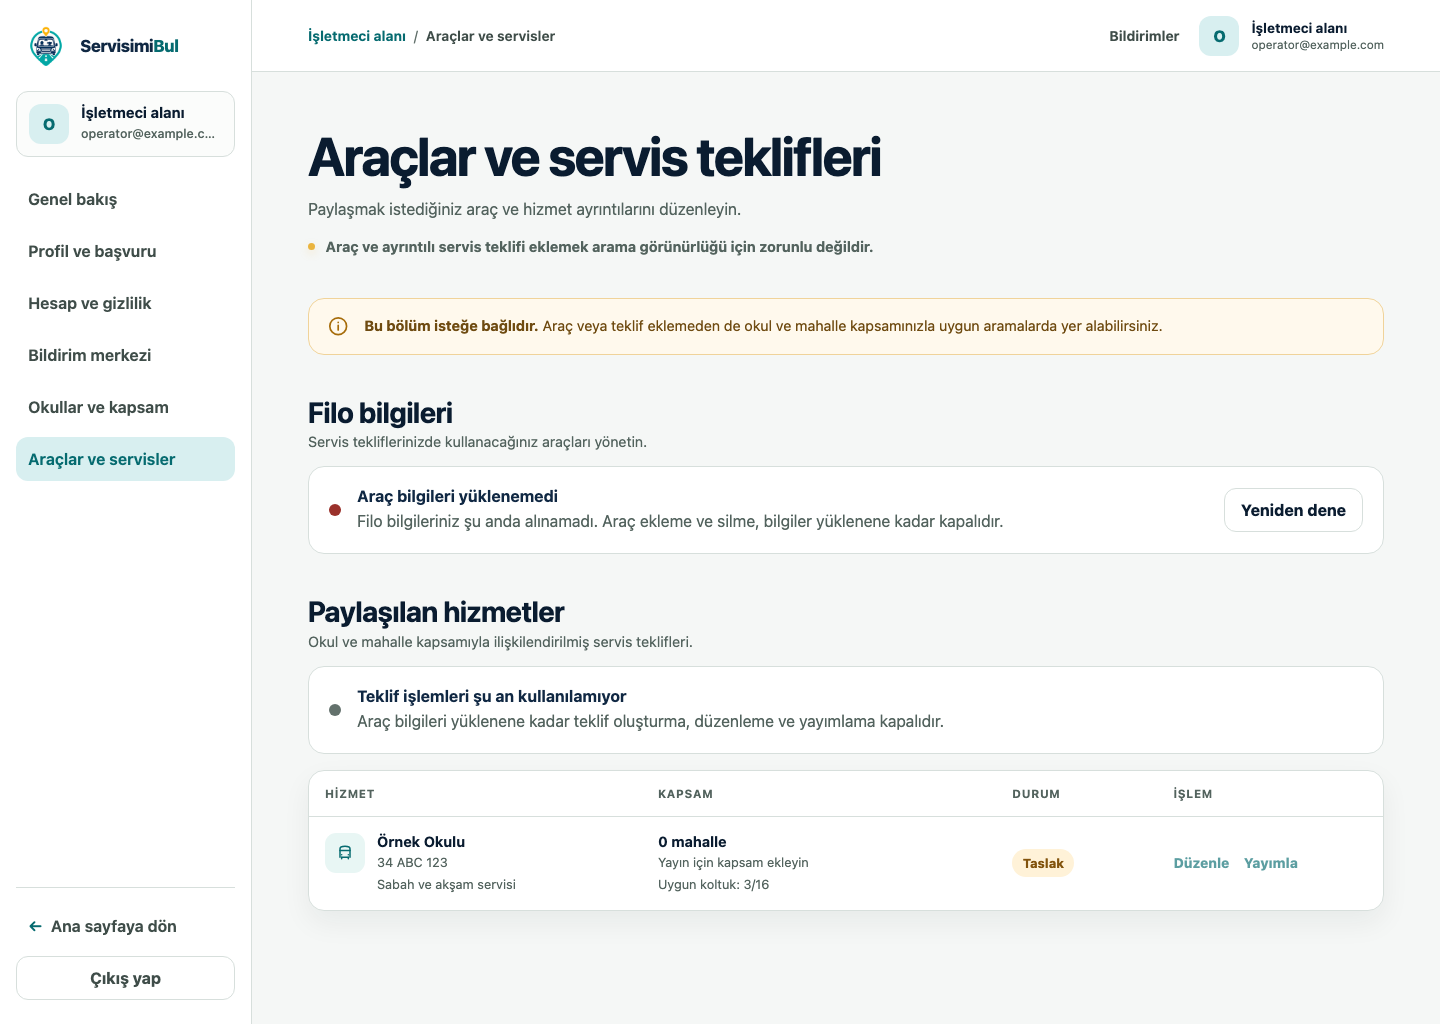 ServisimiBul
O
İşletmeci alanı
operator@example.c...
Genel bakış
Profil ve başvuru
Hesap ve gizlilik
Bildirim merkezi
Okullar ve kapsam
Araçlar ve servisler
← Ana sayfaya dön
Çıkış yap
İşletmeci alanı / Araçlar ve servisler
Bildirimler
O
İşletmeci alanı
operator@example.com
Araçlar ve servis teklifleri
Paylaşmak istediğiniz araç ve hizmet ayrıntılarını düzenleyin.
Araç ve ayrıntılı servis teklifi eklemek arama görünürlüğü için zorunlu değildir.
Bu bölüm isteğe bağlıdır. Araç veya teklif eklemeden de okul ve mahalle kapsamınızla uygun aramalarda yer alabilirsiniz.
Filo bilgileri
Servis tekliflerinizde kullanacağınız araçları yönetin.
Araç bilgileri yüklenemedi
Filo bilgileriniz şu anda alınamadı. Araç ekleme ve silme, bilgiler yüklenene kadar kapalıdır.
Yeniden dene
Paylaşılan hizmetler
Okul ve mahalle kapsamıyla ilişkilendirilmiş servis teklifleri.
Teklif işlemleri şu an kullanılamıyor
Araç bilgileri yüklenene kadar teklif oluşturma, düzenleme ve yayımlama kapalıdır.
HİZMET KAPSAM DURUM İŞLEM
Örnek Okulu
34 ABC 123
Sabah ve akşam servisi
0 mahalle
Yayın için kapsam ekleyin
Uygun koltuk: 3/16
Taslak
Düzenle Yayımla